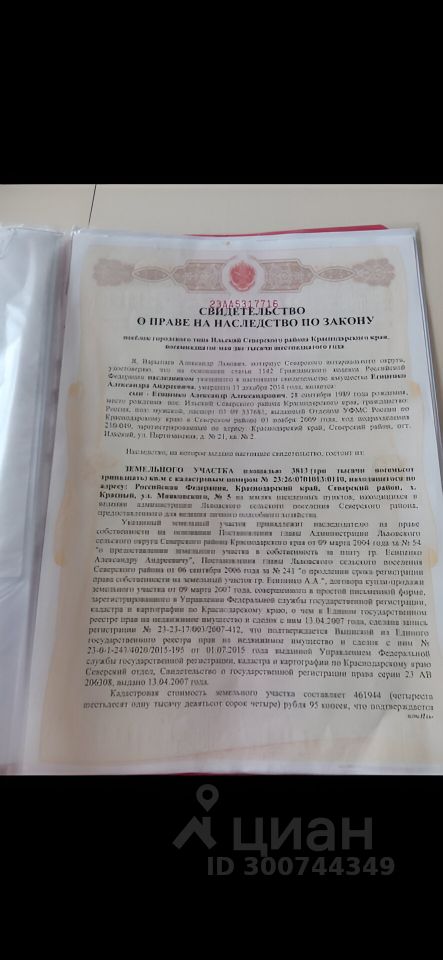 23АА5317716
СВИДЕТЕЛЬСТВО
О ПРАВЕ НА НАСЛЕДСТВО ПО ЗАКОНУ
посёлок городского типа Ильский Северского района Краснодарского края,
мая две тысячи шестнадцатого года
Я, Александр Львович, нотариус Северского нотариального округа,
удостоверяю, что на основании статьи 1142 Гражданского кодекса Российской
Федерации наследником указанного в настоящем свидетельстве имущества
Александра Андреевича, умершего 11 декабря 2014 года, является
сын - Александр Александрович, 28 сентября 1989 года рождения,
место рождения пос. Ильский Северского района Краснодарского края, гражданство
Россия, пол: мужской, паспорт 03 09 выданный Отделом УФМС России по
Краснодарскому краю в Северском районе 03 ноября 2009 года, код подразделения
230-049, зарегистрированный по адресу: Краснодарский край, Северский район, пгт.
Ильский, ул. Партизанская, д. № 21, кв. № 2.
Наследство, на которое выдано настоящее свидетельство, состоит из:
ЗЕМЕЛЬНОГО УЧАСТКА площадью 3813 (три тысячи восемьсот
тринадцать) кв.м с кадастровым номером № 23:26:0701013:0110, находящегося по
адресу: Российская Федерация, Краснодарский край, Северский район, х.
Красный, ул. Маяковского, № 5 на землях населенных пунктов, находящихся в
ведении администрации Львовского сельского поселения Северского района,
предоставленного для ведения личного подсобного хозяйства.
Указанный земельный участок принадлежит наследодателю на праве
собственности на основании Постановления главы Администрации Львовского
сельского округа Северского района Краснодарского края от 09 марта 2004 года за № 54
"о предоставлении земельного участка в собственность за плату гр.
Александру Андреевичу", Постановления главы Львовского сельского поселения
Северского района от 06 сентября 2006 года за № 241 "о продлении срока регистрации
права собственности на земельный участок гр. А.А.", договора купли-продажи
земельного участка от 09 марта 2007 года, совершенного в простой письменной форме,
зарегистрированного в Управлении Федеральной службы государственной регистрации,
кадастра и картографии по Краснодарскому краю, о чем в Едином государственном
реестре прав на недвижимое имущество и сделок с ним 13.04.2007 года, сделана запись
регистрации № 23-23-17/003/2007-412, что подтверждается Выпиской из Единого
государственного реестра прав на недвижимое имущество и сделок с ним №
23-0-1-247/4020/2015-195 от 01.07.2015 года выданной Управлением Федеральной
службы государственной регистрации, кадастра и картографии по Краснодарскому краю
Северский отдел, Свидетельство о государственной регистрации права серии 23 АВ
206308, выдано 13.04.2007 года.
Кадастровая стоимость земельного участка составляет 461944 (четыреста
шестьдесят одну тысячу девятьсот сорок четыре) рубля 95 копеек, что подтверждается
циан
ID 300744349